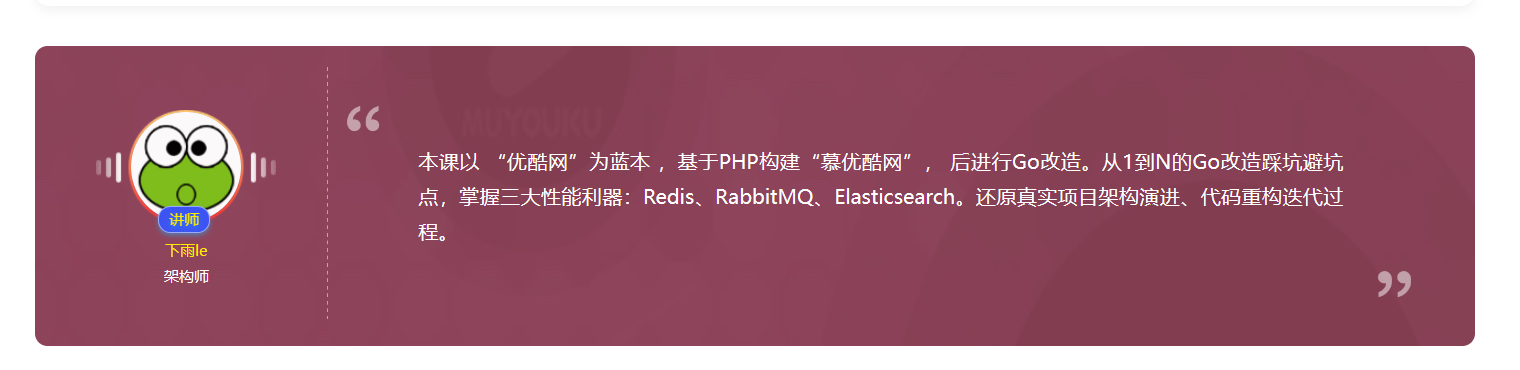 MUYOUKU
本课以 “优酷网”为蓝本 ，基于PHP构建“慕优酷网”， 后进行Go改造。从1到N的Go改造踩坑避坑
点，掌握三大性能利器：Redis、RabbitMQ、Elasticsearch。还原真实项目架构演进、代码重构迭代过
程。
讲师
下雨le
架构师